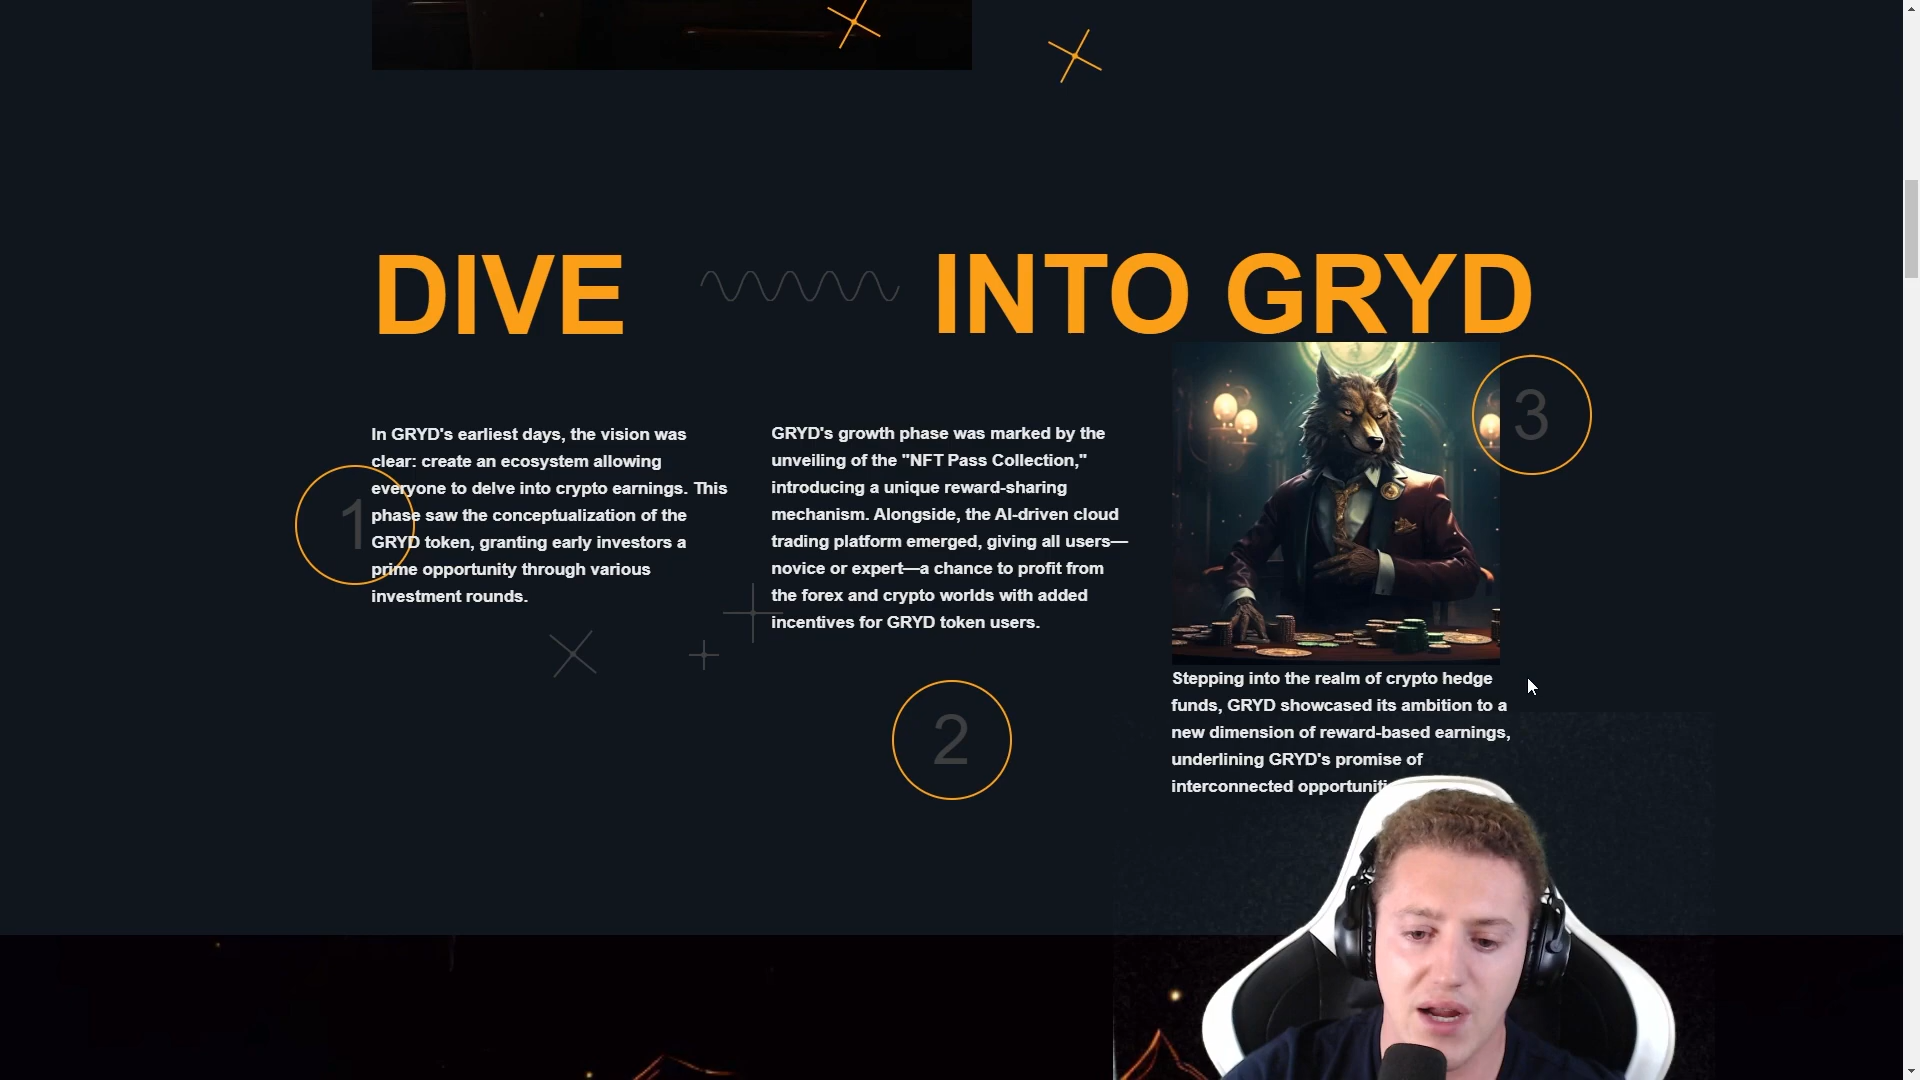 DIVE INTO GRYD
1
In GRYD's earliest days, the vision was
clear: create an ecosystem allowing
everyone to delve into crypto earnings. This
phase saw the conceptualization of the
GRYD token, granting early investors a
prime opportunity through various
investment rounds.
2
GRYD's growth phase was marked by the
unveiling of the "NFT Pass Collection,"
introducing a unique reward-sharing
mechanism. Alongside, the AI-driven cloud
trading platform emerged, giving all users—
novice or expert—a chance to profit from
the forex and crypto worlds with added
incentives for GRYD token users.
3
Stepping into the realm of crypto hedge
funds, GRYD showcased its ambition to a
new dimension of reward-based earnings,
underlining GRYD's promise of
interconnected